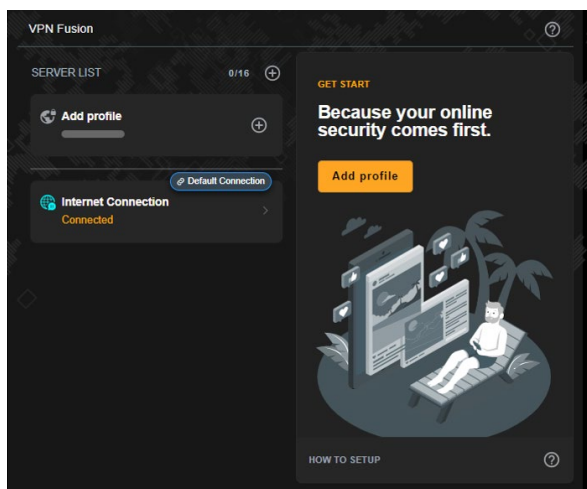 VPN Fusion
SERVER LIST 0/16
Add profile
Default Connection
Internet Connection
Connected
GET START
Because your online
security comes first.
Add profile
HOW TO SETUP